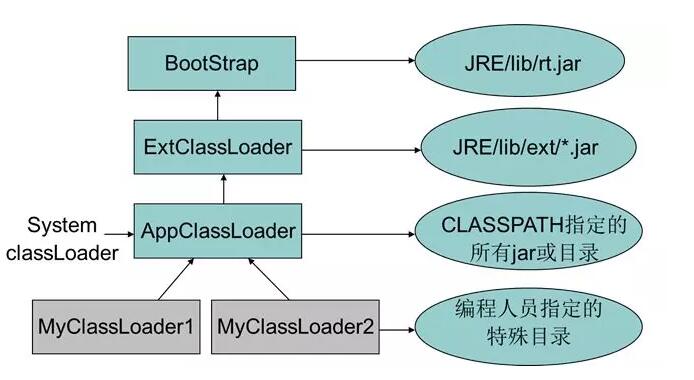 BootStrap
JRE/lib/rt.jar
ExtClassLoader
JRE/lib/ext/*.jar
System
classLoader
AppClassLoader
CLASSPATH指定的
所有jar或目录
MyClassLoader1
MyClassLoader2
编程人员指定的
特殊目录